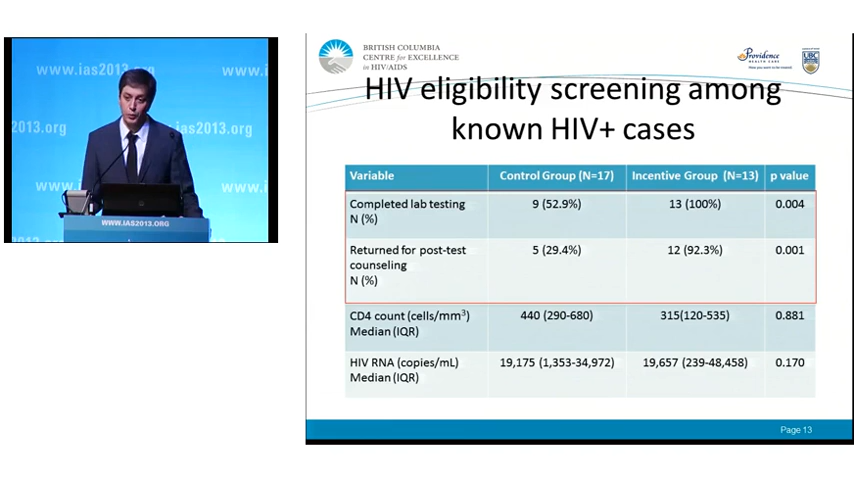 www.ias2013.org
www.i
2013.org
ias2013.org
www.i
www.i
WWW.IAS2013.ORG
BRITISH COLUMBIA
CENTRE for EXCELLENCE
in HIV/AIDS
Providence
HEALTH CARE
UBC
HIV eligibility screening among
known HIV+ cases
Variable Control Group (N=17) Incentive Group (N=13) p value
Completed lab testing 9 (52.9%) 13 (100%) 0.004
N (%)
Returned for post-test 5 (29.4%) 12 (92.3%) 0.001
counseling
N (%)
CD4 count (cells/mm³) 440 (290-680) 315(120-535) 0.881
Median (IQR)
HIV RNA (copies/mL) 19,175 (1,353-34,972) 19,657 (239-48,458) 0.170
Median (IQR)
Page 13